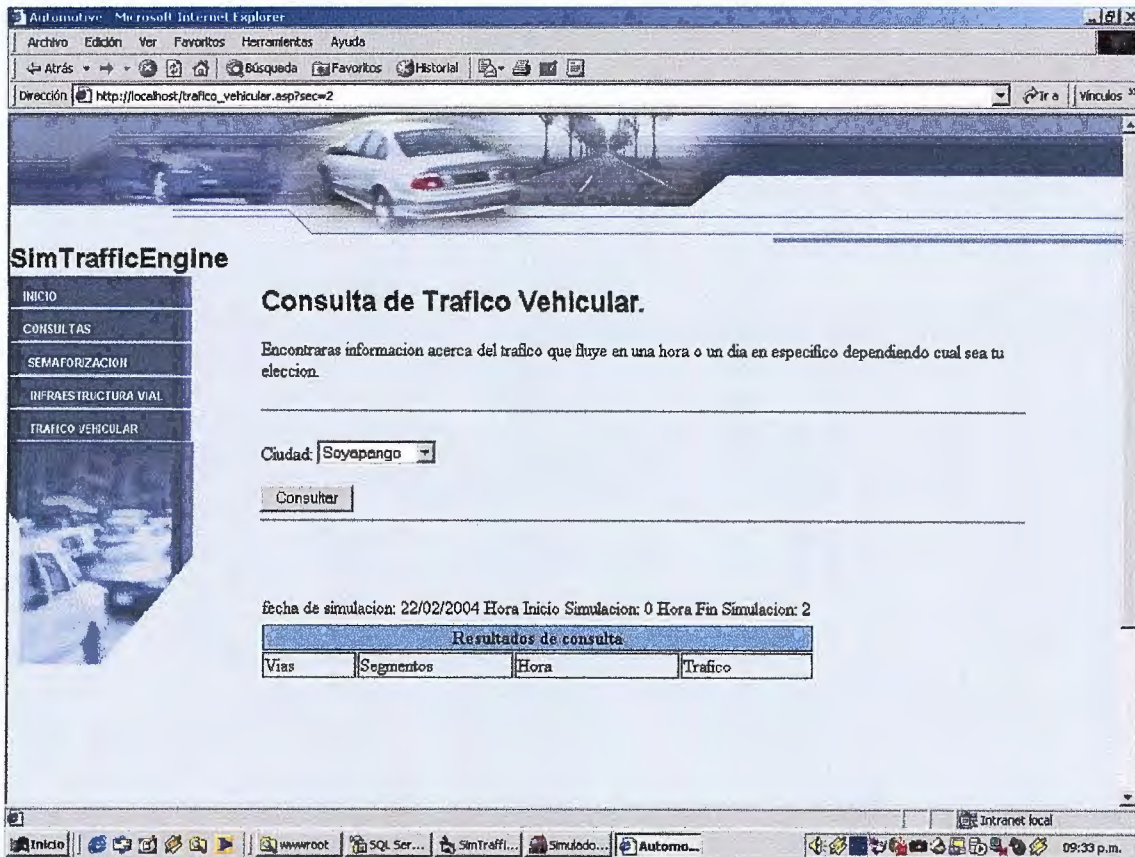 Automotive - Microsoft Internet Explorer
Archivo Edición Ver Favoritos Herramientas Ayuda
Atrás Búsqueda Favoritos Historial
Dirección http://localhost/trafico_vehicular.asp?sec=2 Ir a Vínculos »
SimTrafficEngine
INICIO
CONSULTAS
SEMAFORIZACION
INFRAESTRUCTURA VIAL
TRAFICO VEHICULAR
Consulta de Trafico Vehicular.
Encontraras informacion acerca del trafico que fluye en una hora o un dia en especifico dependiendo cual sea tu
eleccion.
Ciudad: Soyapango
Consultar
fecha de simulacion: 22/02/2004 Hora Inicio Simulacion: 0 Hora Fin Simulacion: 2
Resultados de consulta
Vias Segmentos Hora Trafico
Intranet local
Inicio wwwroot SQL Ser... SimTraffi... Simulado... Automo... 09:33 p.m.